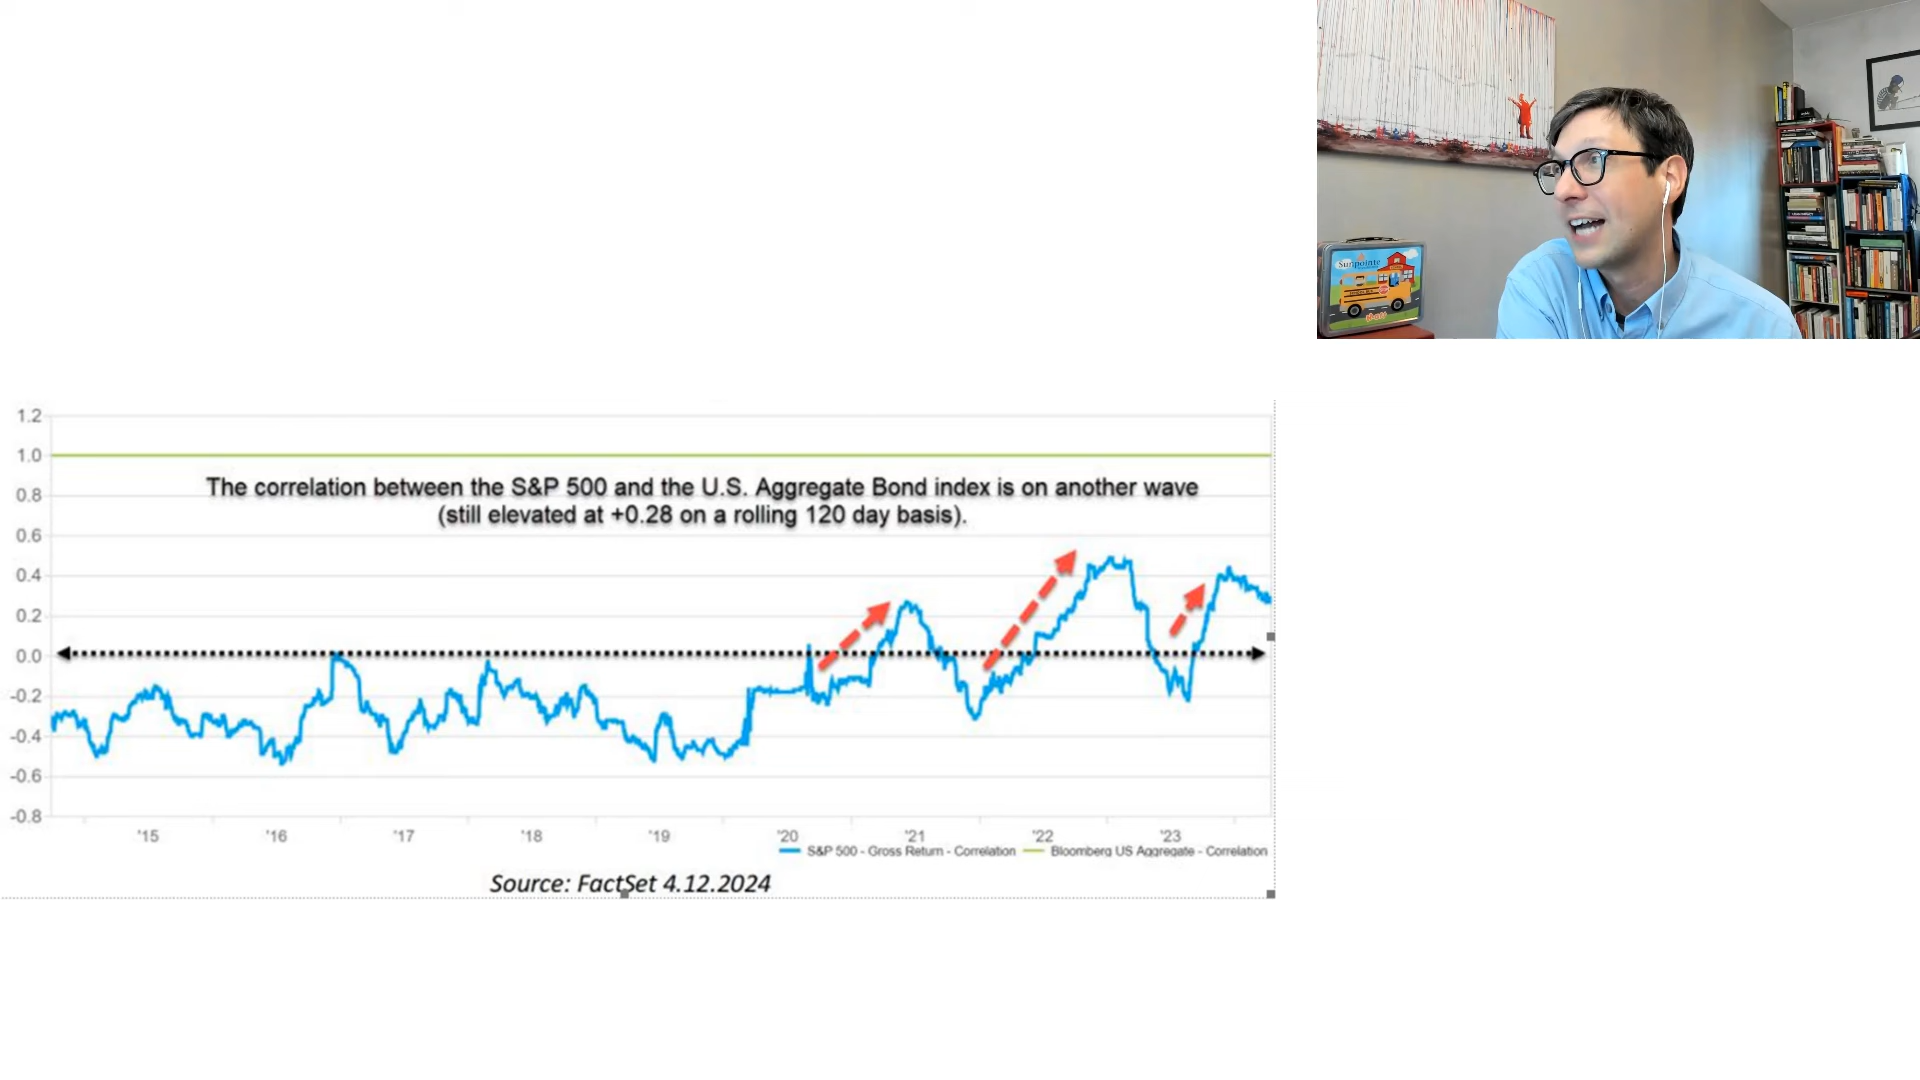 Sunpointe
1.2
1.0
The correlation between the S&P 500 and the U.S. Aggregate Bond index is on another wave
0.8
(still elevated at +0.28 on a rolling 120 day basis).
0.6
0.4
0.2
0.0
-0.2
-0.4
-0.6
-0.8
'15 '16 '17 '18 '19 '20 '21 '22 '23
S&P 500 - Gross Return - Correlation Bloomberg US Aggregate - Correlation
Source: FactSet 4.12.2024